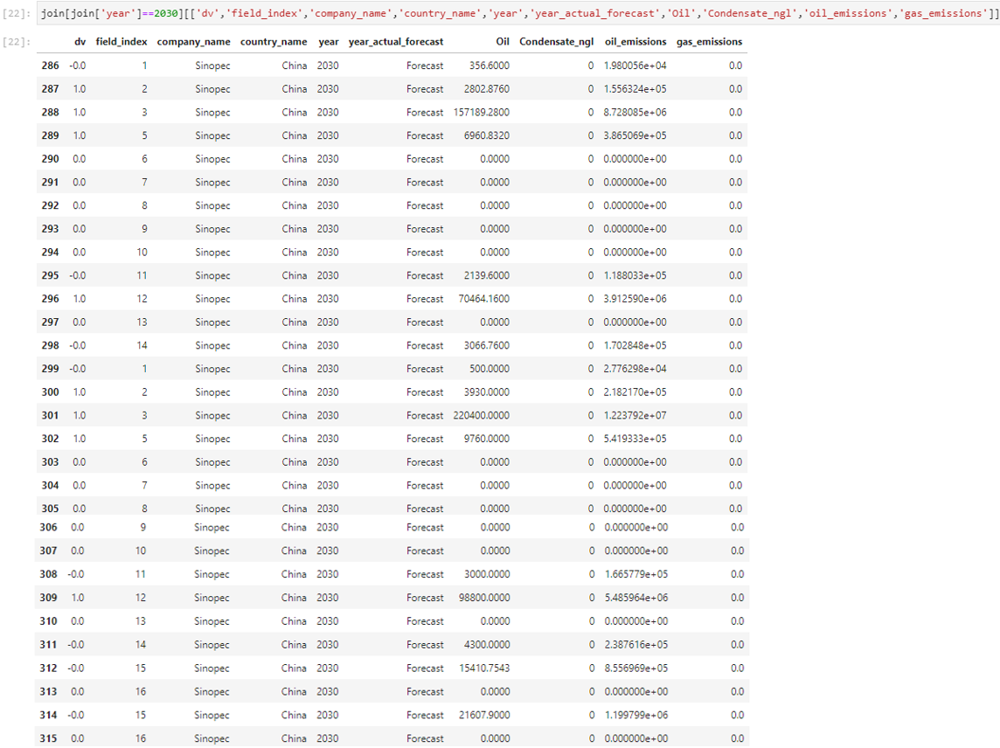 [22]: join[join['year']==2030][['dv','field_index','company_name','country_name','year','year_actual_forecast','Oil','Condensate_ngl','oil_emissions','gas_emissions']]
[22]: dv field_index company_name country_name year year_actual_forecast Oil Condensate_ngl oil_emissions gas_emissions
286 -0.0 1 Sinopec China 2030 Forecast 356.6000 0 1.980056e+04 0.0
287 1.0 2 Sinopec China 2030 Forecast 2802.8760 0 1.556324e+05 0.0
288 1.0 3 Sinopec China 2030 Forecast 157189.2800 0 8.728085e+06 0.0
289 1.0 5 Sinopec China 2030 Forecast 6960.8320 0 3.865069e+05 0.0
290 0.0 6 Sinopec China 2030 Forecast 0.0000 0 0.000000e+00 0.0
291 0.0 7 Sinopec China 2030 Forecast 0.0000 0 0.000000e+00 0.0
292 0.0 8 Sinopec China 2030 Forecast 0.0000 0 0.000000e+00 0.0
293 0.0 9 Sinopec China 2030 Forecast 0.0000 0 0.000000e+00 0.0
294 0.0 10 Sinopec China 2030 Forecast 0.0000 0 0.000000e+00 0.0
295 -0.0 11 Sinopec China 2030 Forecast 2139.6000 0 1.188033e+05 0.0
296 1.0 12 Sinopec China 2030 Forecast 70464.1600 0 3.912590e+06 0.0
297 0.0 13 Sinopec China 2030 Forecast 0.0000 0 0.000000e+00 0.0
298 -0.0 14 Sinopec China 2030 Forecast 3066.7600 0 1.702848e+05 0.0
299 -0.0 1 Sinopec China 2030 Forecast 500.0000 0 2.776298e+04 0.0
300 1.0 2 Sinopec China 2030 Forecast 3930.0000 0 2.182170e+05 0.0
301 1.0 3 Sinopec China 2030 Forecast 220400.0000 0 1.223792e+07 0.0
302 1.0 5 Sinopec China 2030 Forecast 9760.0000 0 5.419333e+05 0.0
303 0.0 6 Sinopec China 2030 Forecast 0.0000 0 0.000000e+00 0.0
304 0.0 7 Sinopec China 2030 Forecast 0.0000 0 0.000000e+00 0.0
305 0.0 8 Sinopec China 2030 Forecast 0.0000 0 0.000000e+00 0.0
306 0.0 9 Sinopec China 2030 Forecast 0.0000 0 0.000000e+00 0.0
307 0.0 10 Sinopec China 2030 Forecast 0.0000 0 0.000000e+00 0.0
308 -0.0 11 Sinopec China 2030 Forecast 3000.0000 0 1.665779e+05 0.0
309 1.0 12 Sinopec China 2030 Forecast 98800.0000 0 5.485964e+06 0.0
310 0.0 13 Sinopec China 2030 Forecast 0.0000 0 0.000000e+00 0.0
311 -0.0 14 Sinopec China 2030 Forecast 4300.0000 0 2.387616e+05 0.0
312 -0.0 15 Sinopec China 2030 Forecast 15410.7543 0 8.556969e+05 0.0
313 0.0 16 Sinopec China 2030 Forecast 0.0000 0 0.000000e+00 0.0
314 -0.0 15 Sinopec China 2030 Forecast 21607.9000 0 1.199799e+06 0.0
315 0.0 16 Sinopec China 2030 Forecast 0.0000 0 0.000000e+00 0.0